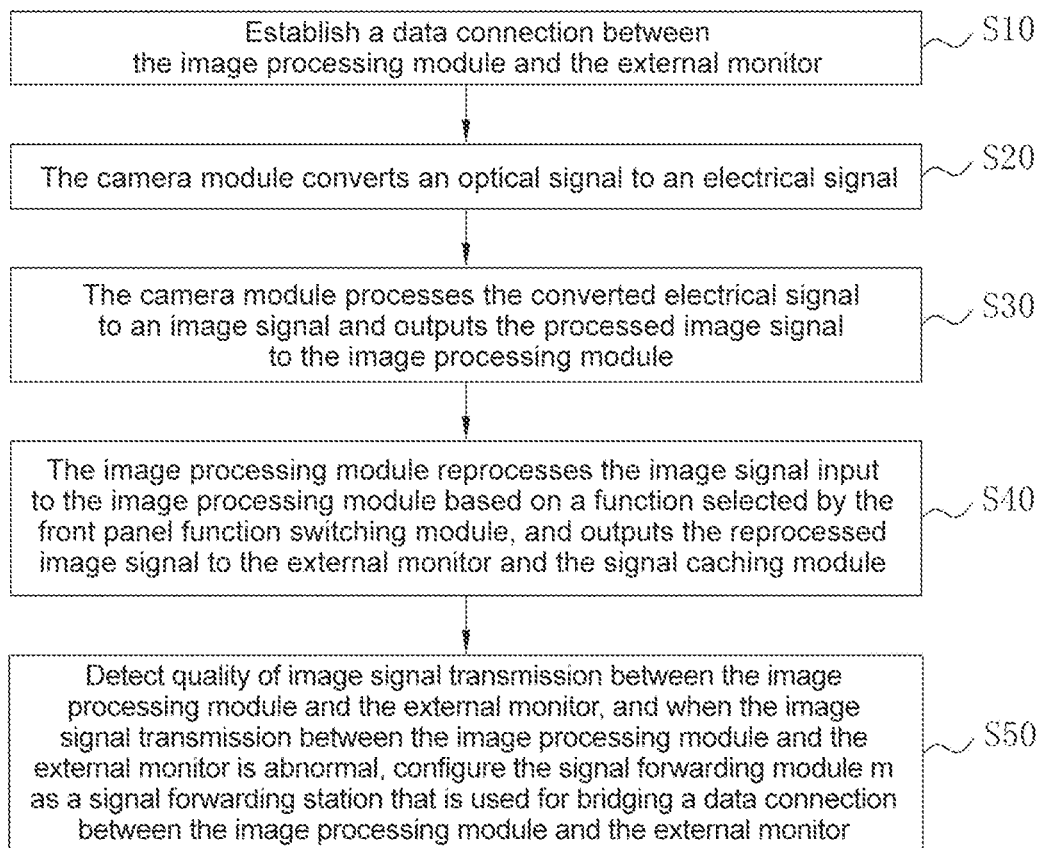 Establish a data connection between
the image processing module and the external monitor
S10
The camera module converts an optical signal to an electrical signal
S20
The camera module processes the converted electrical signal
to an image signal and outputs the processed image signal
to the image processing module
S30
The image processing module reprocesses the image signal input
to the image processing module based on a function selected by the
front panel function switching module, and outputs the reprocessed
image signal to the external monitor and the signal caching module
S40
Detect quality of image signal transmission between the image
processing module and the external monitor, and when the image
signal transmission between the image processing module and the
external monitor is abnormal, configure the signal forwarding module m
as a signal forwarding station that is used for bridging a data connection
between the image processing module and the external monitor
S50